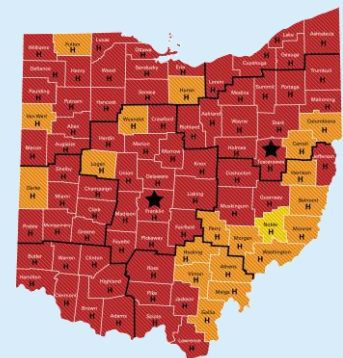 Williams H
Fulton H
Lucas
Ottawa
Defiance H
Henry H
Wood H
Sandusky H
Erie H
Lorain H
Cuyahoga
Lake H
Geauga H
Ashtabula H
Trumbull H
Paulding H
Putnam H
Hancock H
Seneca H
Huron H
Medina H
Summit H
Portage H
Mahoning H
Van Wert H
Wyandot H
Crawford H
Richland H
Ashland H
Wayne H
Stark H
Columbiana H
Mercer H
Auglaize H
Hardin H
Marion H
Morrow H
Holmes H
Carroll H
Jefferson H
Shelby H
Logan H
Union H
Delaware H
Knox H
Coshocton H
Tuscarawas H
Harrison H
Darke H
Miami H
Champaign H
Clark H
Madison H
Franklin H
Licking H
Muskingum H
Guernsey H
Belmont H
Preble H
Montgomery H
Greene H
Fayette H
Pickaway H
Fairfield H
Perry H
Morgan H
Noble H
Monroe H
Butler H
Warren H
Clinton H
Ross H
Hocking H
Athens H
Washington H
Hamilton H
Clermont H
Brown H
Highland H
Adams H
Pike H
Scioto H
Vinton H
Jackson H
Meigs H
Gallia H
Lawrence H